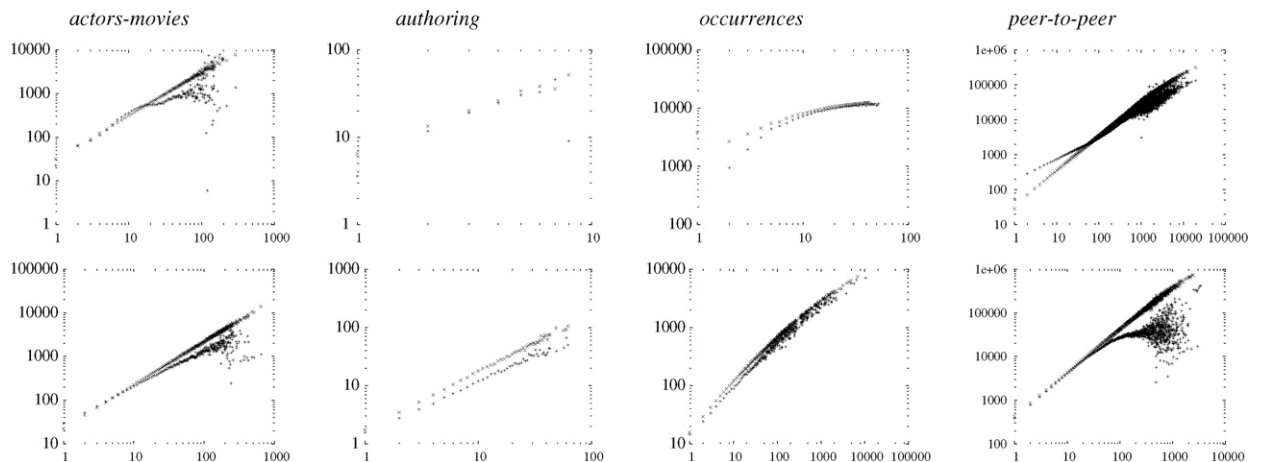 actors-movies authoring occurrences peer-to-peer
10000 100 100000 1e+06
1000 100000
100 10 10000 10000
1000
10 100
1 1 100 10
1 10 100 1000 1 10 1 10 100 1 10 100 1000 10000 100000
100000 1000 10000 1e+06
10000 100 1000 100000
1000 10000
100 10 100 1000
10 1 10 100
1 10 100 1000 1 10 100 1 10 100 1000 10000 100000 1 10 100 1000 10000